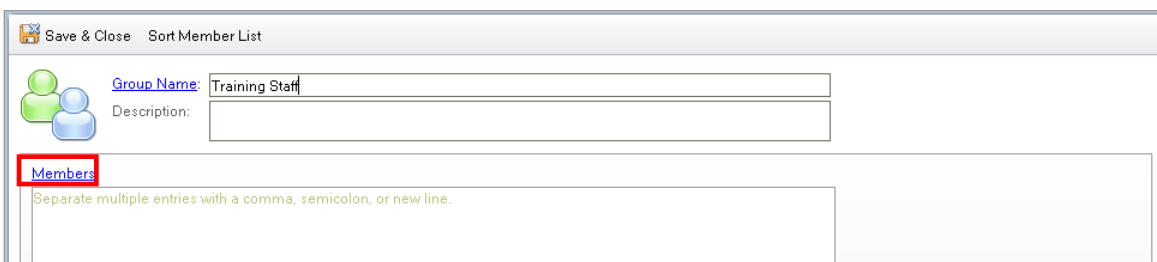 Save & Close Sort Member List
Group Name: Training Staff
Description:
Members
Separate multiple entries with a comma, semicolon, or new line.